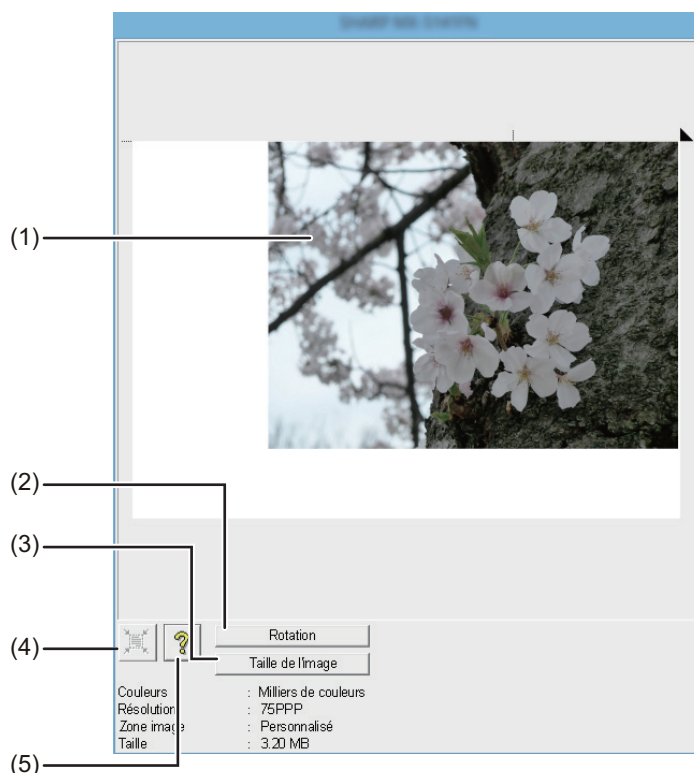 (1)
(2)
(3)
Rotation
(4)
Taille de l'image
Couleurs : Milliers de couleurs
Résolution : 75PPP
Zone image : Personnalisé
Taille : 3.20 MB
(5)